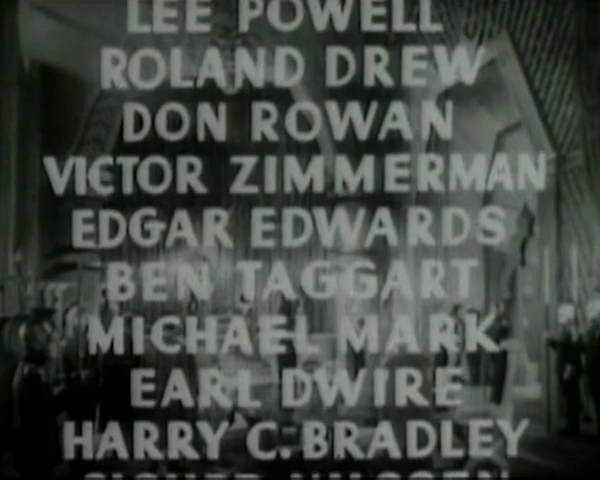 LEE POWELL
ROLAND DREW
DON ROWAN
VICTOR ZIMMERMAN
EDGAR EDWARDS
BEN TAGGART
MICHAEL MARK
EARL DWIRE
HARRY C. BRADLEY